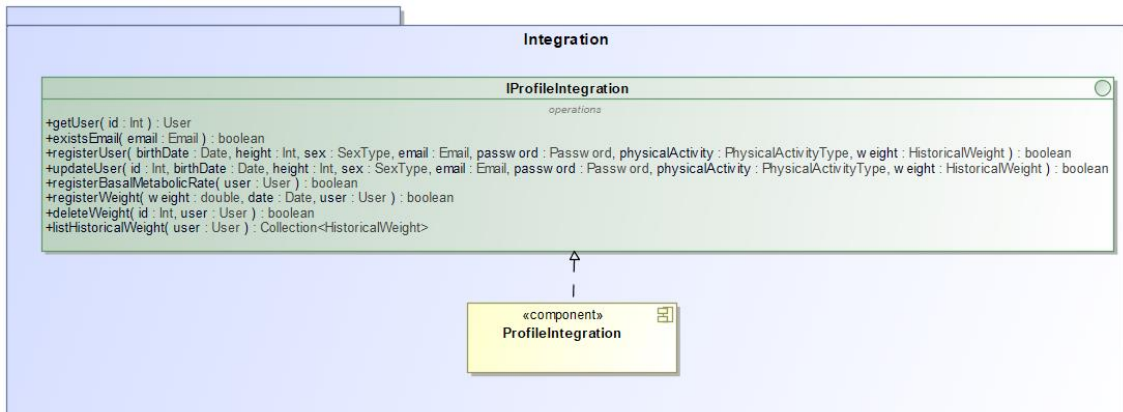 Integration
IProfileIntegration
operations
+getUser( id : Int ) : User
+existsEmail( email : Email ) : boolean
+registerUser( birthDate : Date, height : Int, sex : SexType, email : Email, password : Password, physicalActivity : PhysicalActivityType, weight : HistoricalWeight ) : boolean
+updateUser( id : Int, birthDate : Date, height : Int, sex : SexType, email : Email, password : Password, physicalActivity : PhysicalActivityType, weight : HistoricalWeight ) : boolean
+registerBasalMetabolicRate( user : User ) : boolean
+registerWeight( weight : double, date : Date, user : User ) : boolean
+deleteWeight( id : Int, user : User ) : boolean
+listHistoricalWeight( user : User ) : Collection<HistoricalWeight>
«component»
ProfileIntegration